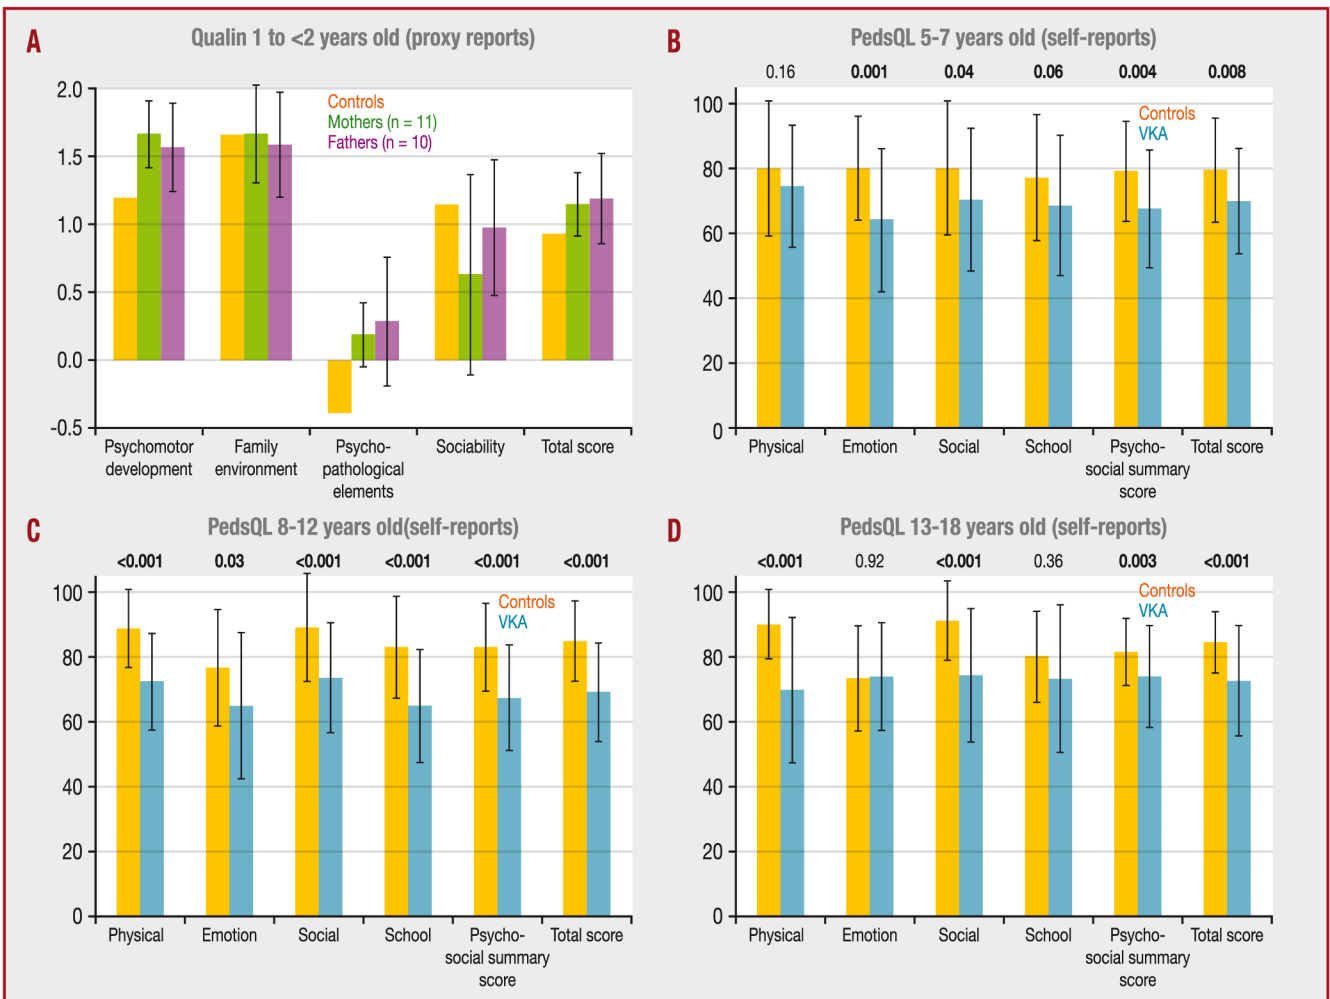 A
Qualin 1 to <2 years old (proxy reports)
2.0
1.5
1.0
0.5
0.0
-0.5
Controls
Mothers (n = 11)
Fathers (n = 10)
Psychomotor development
Family environment
Psycho-pathological elements
Sociability
Total score
B
PedsQL 5-7 years old (self-reports)
0.16 0.001 0.04 0.06 0.004 0.008
100
80
60
40
20
0
Controls
VKA
Physical
Emotion
Social
School
Psycho-social summary score
Total score
C
PedsQL 8-12 years old(self-reports)
<0.001 0.03 <0.001 <0.001 <0.001 <0.001
100
80
60
40
20
0
Controls
VKA
Physical
Emotion
Social
School
Psycho-social summary score
Total score
D
PedsQL 13-18 years old (self-reports)
<0.001 0.92 <0.001 0.36 0.003 <0.001
100
80
60
40
20
0
Controls
VKA
Physical
Emotion
Social
School
Psycho-social summary score
Total score